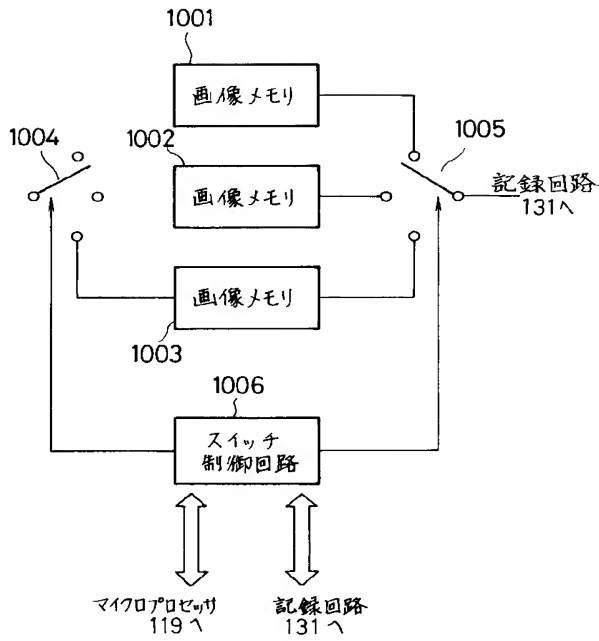 1001
画像メモリ
1004
1002
画像メモリ
1005
記録回路
131へ
画像メモリ
1003
1006
スイッチ
制御回路
マイクロプロセッサ
119へ
記録回路
131へ